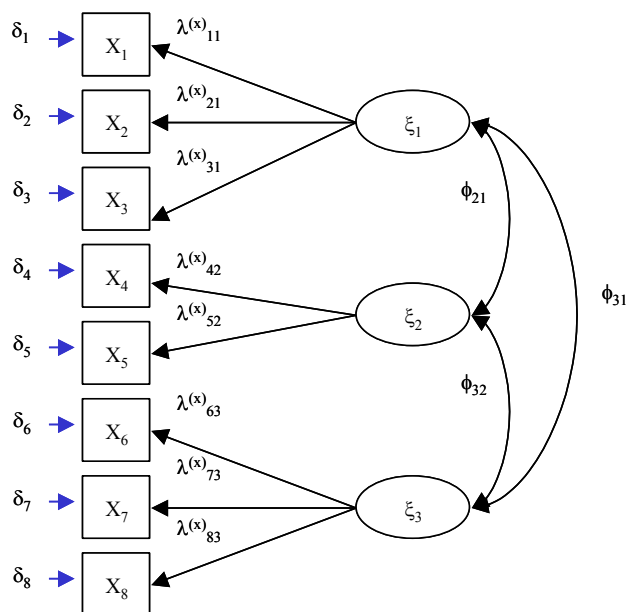 δ₁ X₁ λ⁽ˣ⁾₁₁
δ₂ X₂ λ⁽ˣ⁾₂₁ ξ₁
δ₃ X₃ λ⁽ˣ⁾₃₁
ϕ₂₁
δ₄ X₄ λ⁽ˣ⁾₄₂
ϕ₃₁
δ₅ X₅ λ⁽ˣ⁾₅₂ ξ₂
ϕ₃₂
δ₆ X₆ λ⁽ˣ⁾₆₃
δ₇ X₇ λ⁽ˣ⁾₇₃ ξ₃
δ₈ X₈ λ⁽ˣ⁾₈₃